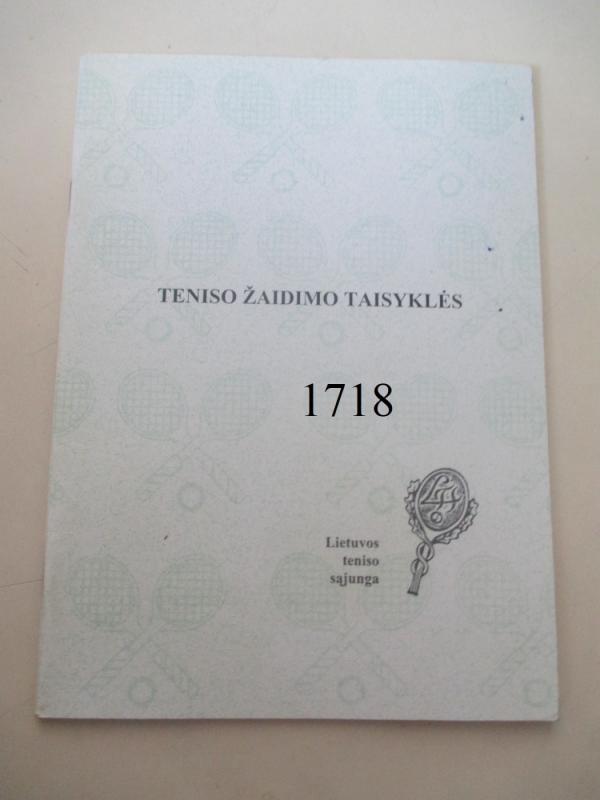 TENISO ŽAIDIMO TAISYKLĖS
1718
Lietuvos
teniso
sąjunga